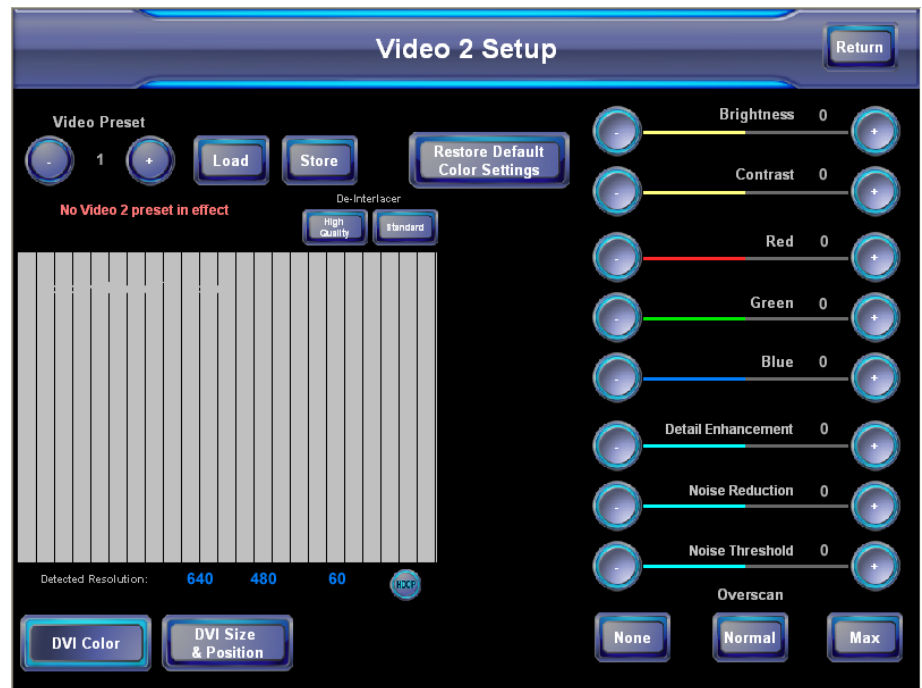 Video 2 Setup
Return
Video Preset
- 1 +
Load
Store
Restore Default
Color Settings
No Video 2 preset in effect
De-Interlacer
High
Quality
Standard
Detected Resolution: 640 480 60
HDCP
DVI Color
DVI Size
& Position
Brightness 0
- +
Contrast 0
- +
Red 0
- +
Green 0
- +
Blue 0
- +
Detail Enhancement 0
- +
Noise Reduction 0
- +
Noise Threshold 0
- +
Overscan
None
Normal
Max